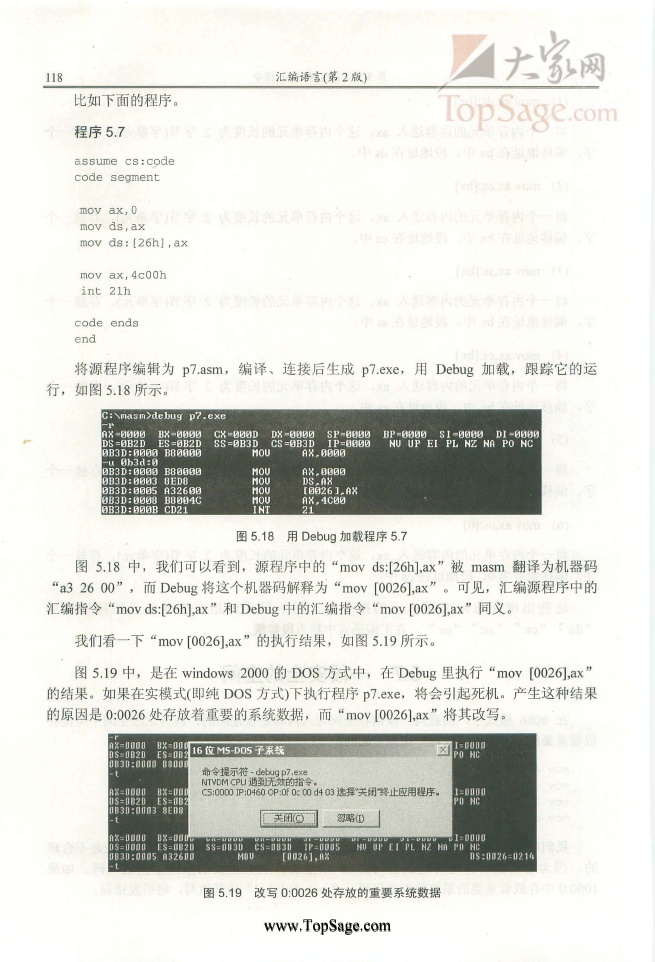 大家网
TopSage.com
118
汇编语言(第2版)
比如下面的程序。
程序 5.7
assume cs:code
code segment
mov ax,0
mov ds,ax
mov ds:[26h],ax
mov ax,4c00h
int 21h
code ends
end
将源程序编辑为 p7.asm，编译、连接后生成 p7.exe，用 Debug 加载，跟踪它的运
行，如图 5.18 所示。
C:\masm>debug p7.exe
-r
AX=0000 BX=0000 CX=000D DX=0000 SP=0000 BP=0000 SI=0000 DI=0000
DS=0B2D ES=0B2D SS=0B3D CS=0B3D IP=0000 NV UP EI PL NZ NA PO NC
0B3D:0000 B80000 MOV AX,0000
-u 0b3d:0
0B3D:0000 B80000 MOV AX,0000
0B3D:0003 8ED8 MOV DS,AX
0B3D:0005 A32600 MOV [0026],AX
0B3D:0008 B8004C MOV AX,4C00
0B3D:000B CD21 INT 21
图 5.18 用 Debug 加载程序 5.7
图 5.18 中，我们可以看到，源程序中的“mov ds:[26h],ax”被 masm 翻译为机器码
“a3 26 00”，而 Debug 将这个机器码解释为“mov [0026],ax”。可见，汇编源程序中的
汇编指令“mov ds:[26h],ax”和 Debug 中的汇编指令“mov [0026],ax”同义。
我们看一下“mov [0026],ax”的执行结果，如图 5.19 所示。
图 5.19 中，是在 windows 2000 的 DOS 方式中，在 Debug 里执行“mov [0026],ax”
的结果。如果在实模式(即纯 DOS 方式)下执行程序 p7.exe，将会引起死机。产生这种结果
的原因是 0:0026 处存放着重要的系统数据，而“mov [0026],ax”将其改写。
-r
AX=0000 BX=000 I=0000
DS=0B2D ES=0B2 PO NC
0B3D:0000 B8000
-t
16 位 MS-DOS 子系统
命令提示符 - debug p7.exe
NTVDM CPU 遇到无效的指令。
CS:0000 IP:0460 OP:0f 0c 00 d4 03 选择“关闭”终止应用程序。
关闭(C) 忽略(I)
AX=0000 BX=000 I=0000
DS=0B2D ES=0B2 PO NC
0B3D:0003 8ED8
-t
AX=0000 BX=00 I=0000
DS=0000 ES=0B2D SS=0B3D CS=0B3D IP=0005 NV UP EI PL NZ NA PO NC
0B3D:0005 A32600 MOV [0026],AX DS:0026=0214
-t
图 5.19 改写 0:0026 处存放的重要系统数据
www.TopSage.com